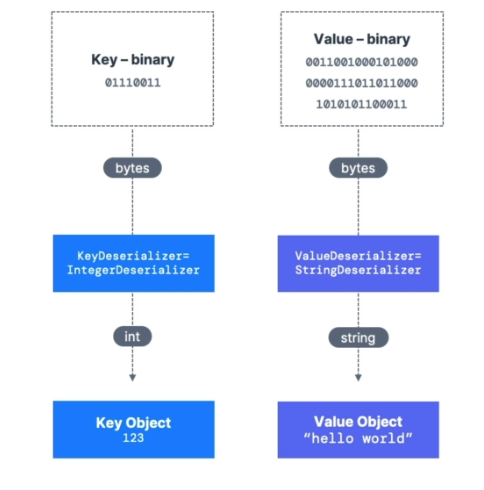 Key – binary
01110011
Value – binary
0011001000101000
0000111011011000
1010101100011
bytes
bytes
KeyDeserializer=
IntegerDeserializer
ValueDeserializer=
StringDeserializer
int
string
Key Object
123
Value Object
“hello world”